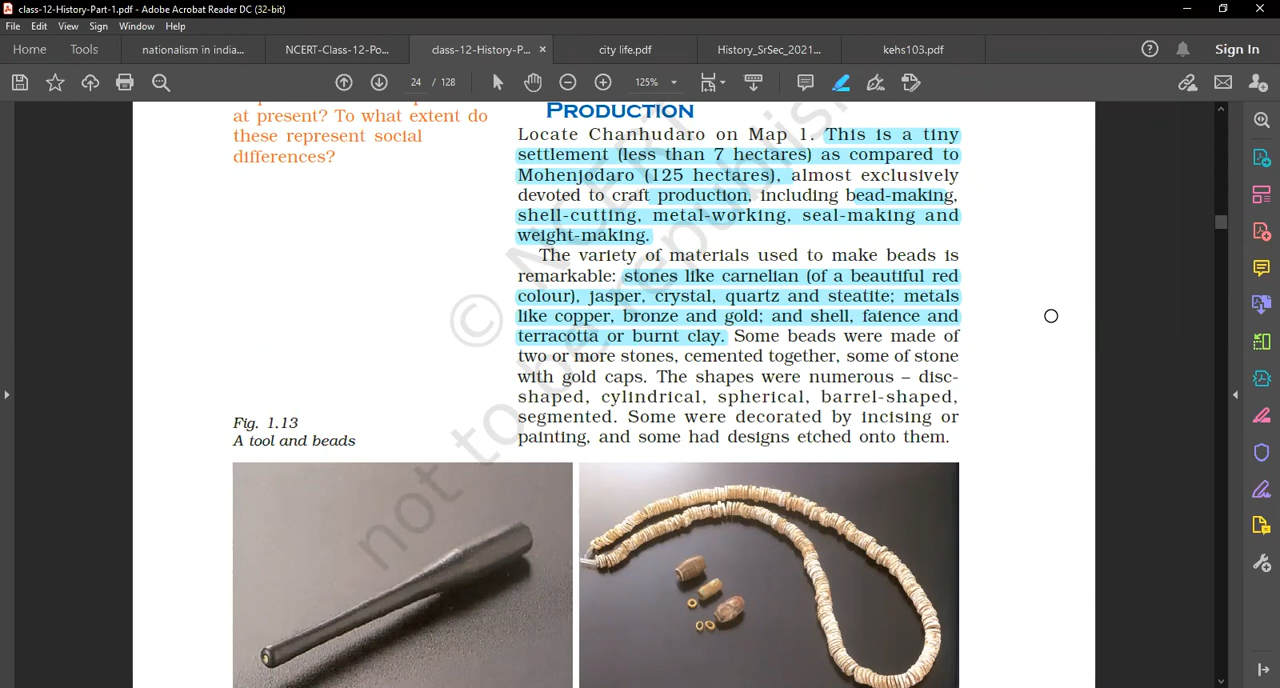 class-12-History-Part-1.pdf - Adobe Acrobat Reader DC (32-bit)
File Edit View Sign Window Help
Home Tools nationalism in india... NCERT-Class-12-Po... class-12-History-P... × city life.pdf History_SrSec_2021... kehs103.pdf ? Sign In
24 / 128 125%
at present? To what extent do
these represent social
differences?
PRODUCTION
Locate Chanhudaro on Map 1. This is a tiny
settlement (less than 7 hectares) as compared to
Mohenjodaro (125 hectares), almost exclusively
devoted to craft production, including bead-making,
shell-cutting, metal-working, seal-making and
weight-making.
The variety of materials used to make beads is
remarkable: stones like carnelian (of a beautiful red
colour), jasper, crystal, quartz and steatite; metals
like copper, bronze and gold; and shell, faience and
terracotta or burnt clay. Some beads were made of
two or more stones, cemented together, some of stone
with gold caps. The shapes were numerous – disc-
shaped, cylindrical, spherical, barrel-shaped,
segmented. Some were decorated by incising or
painting, and some had designs etched onto them.
Fig. 1.13
A tool and beads
© NCERT
not to be republish